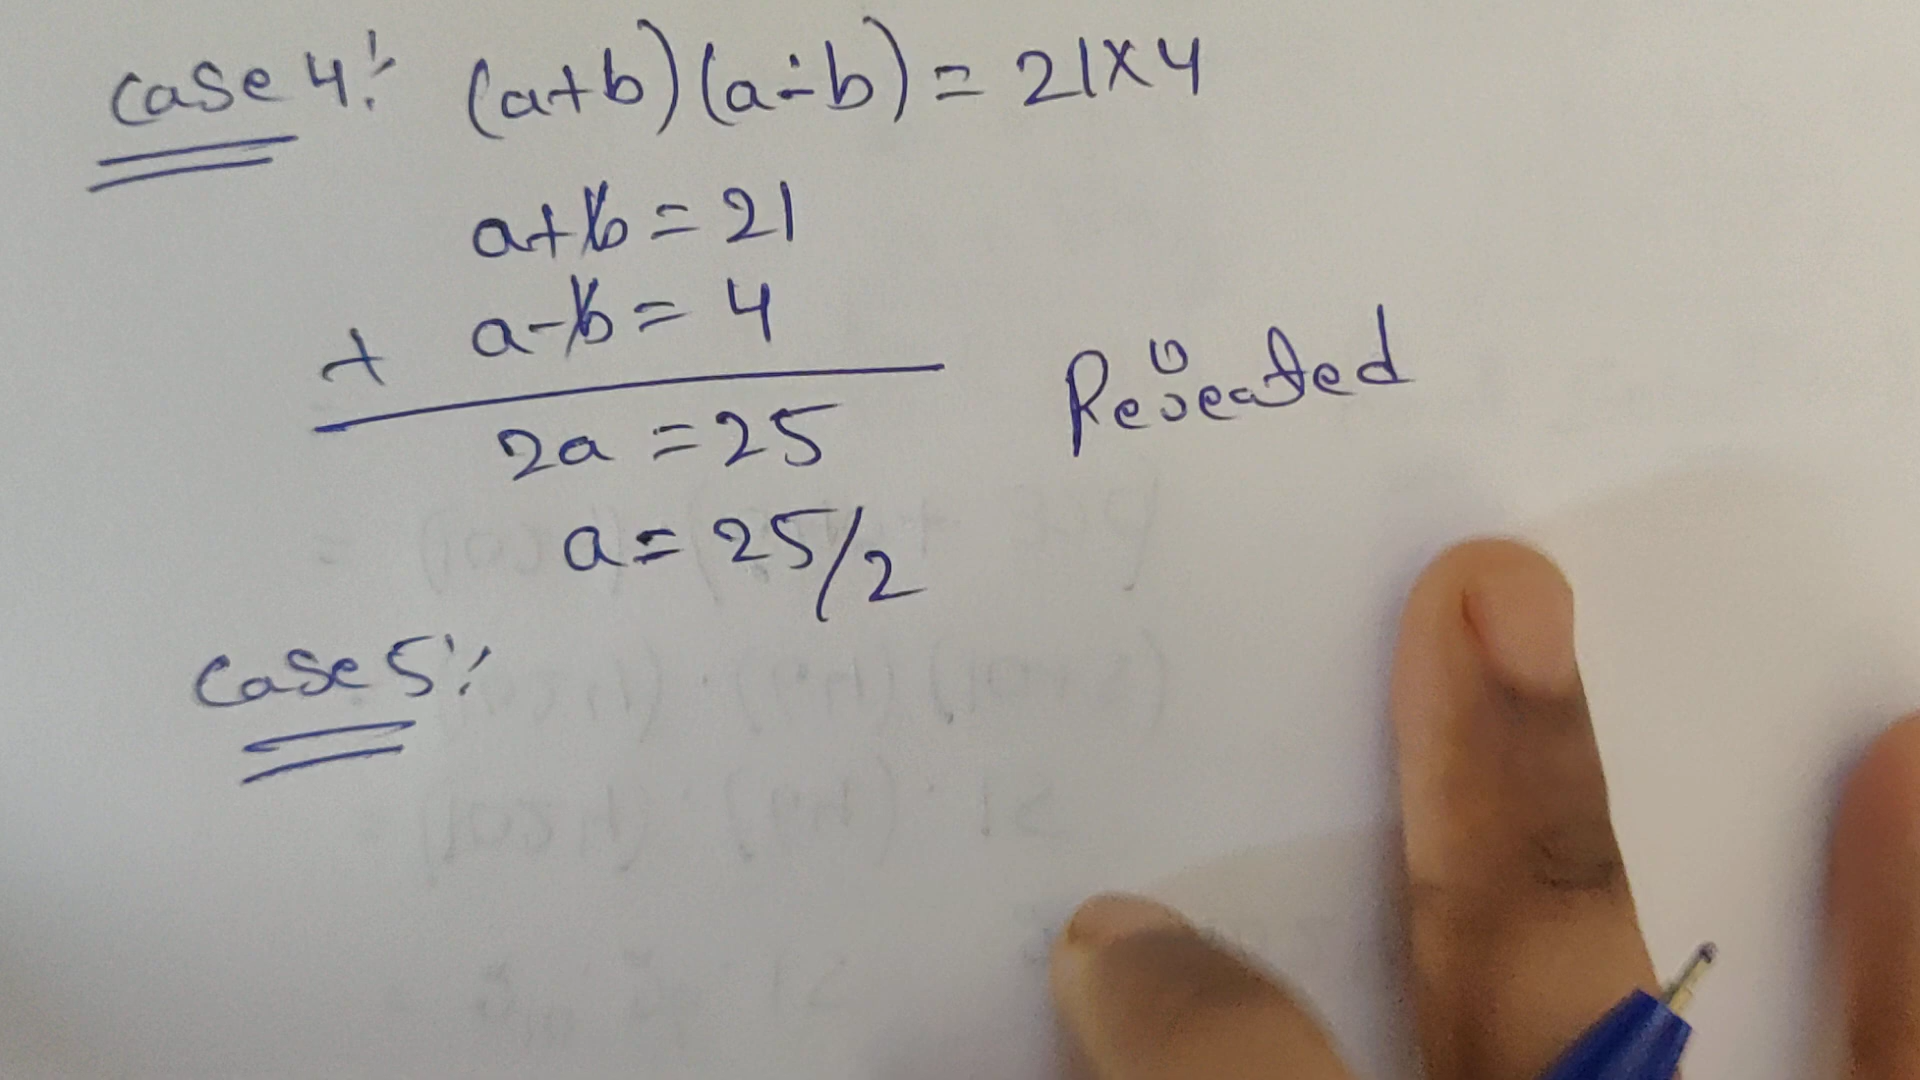 case 4:- (a+b)(a-b) = 21×4
a+b = 21
+ a-b = 4
2a = 25
Repeated
a = 25/2
case 5:-